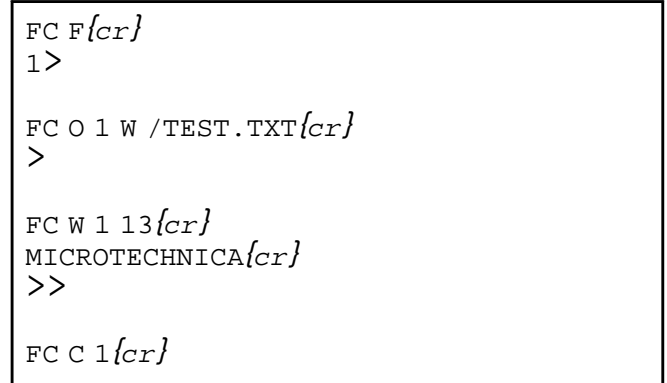 FC F{cr}
1>
FC O 1 W /TEST.TXT{cr}
>
FC W 1 13{cr}
MICROTECHNICA{cr}
>>
FC C 1{cr}